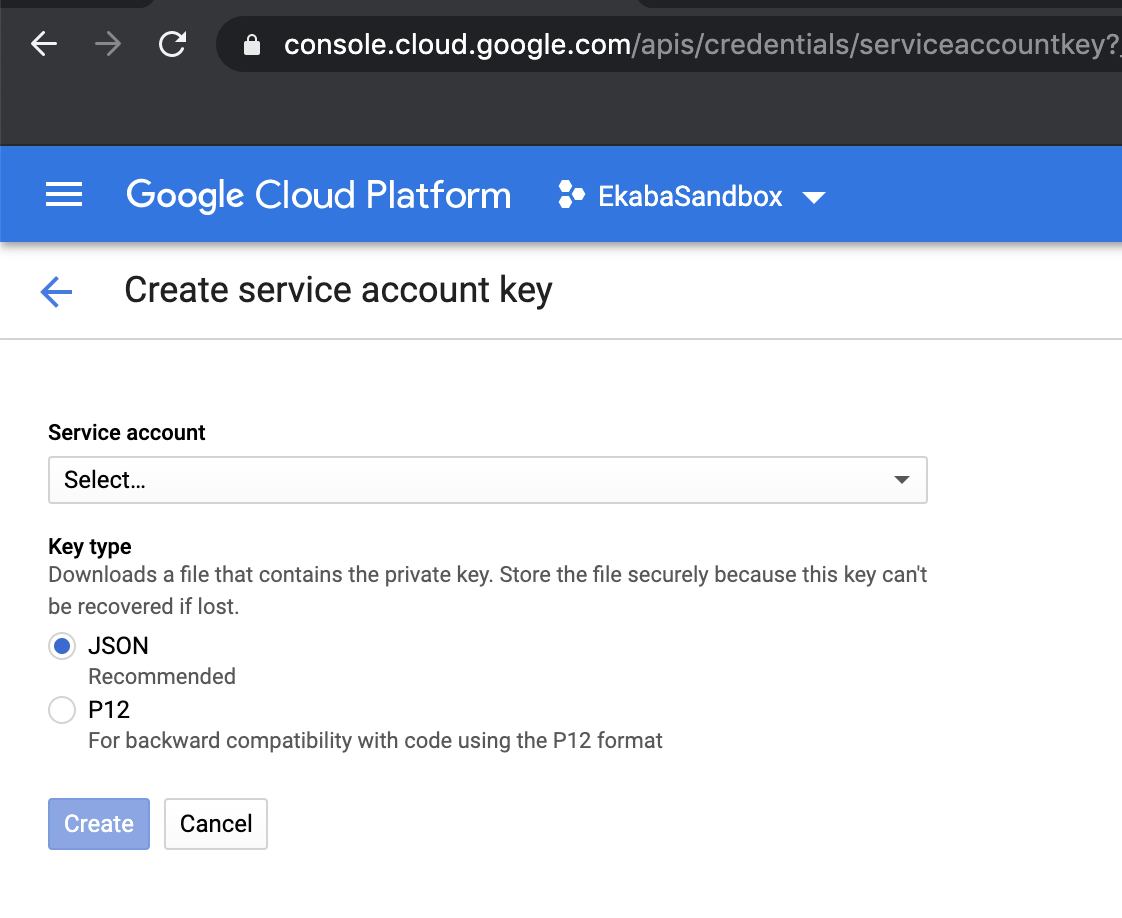 console.cloud.google.com/apis/credentials/serviceaccountkey?
Google Cloud Platform EkabaSandbox
Create service account key
Service account
Select...
Key type
Downloads a file that contains the private key. Store the file securely because this key can't
be recovered if lost.
JSON
Recommended
P12
For backward compatibility with code using the P12 format
Create Cancel